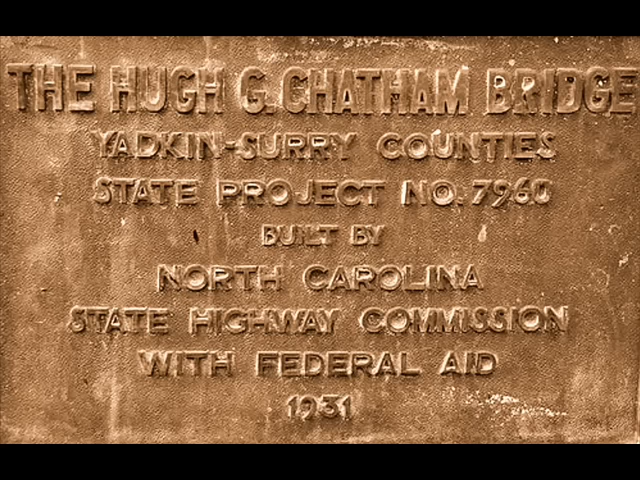 THE HUGH G. CHATHAM BRIDGE
YADKIN-SURRY COUNTIES
STATE PROJECT NO. 7960
BUILT BY
NORTH CAROLINA
STATE HIGHWAY COMMISSION
WITH FEDERAL AID
1931